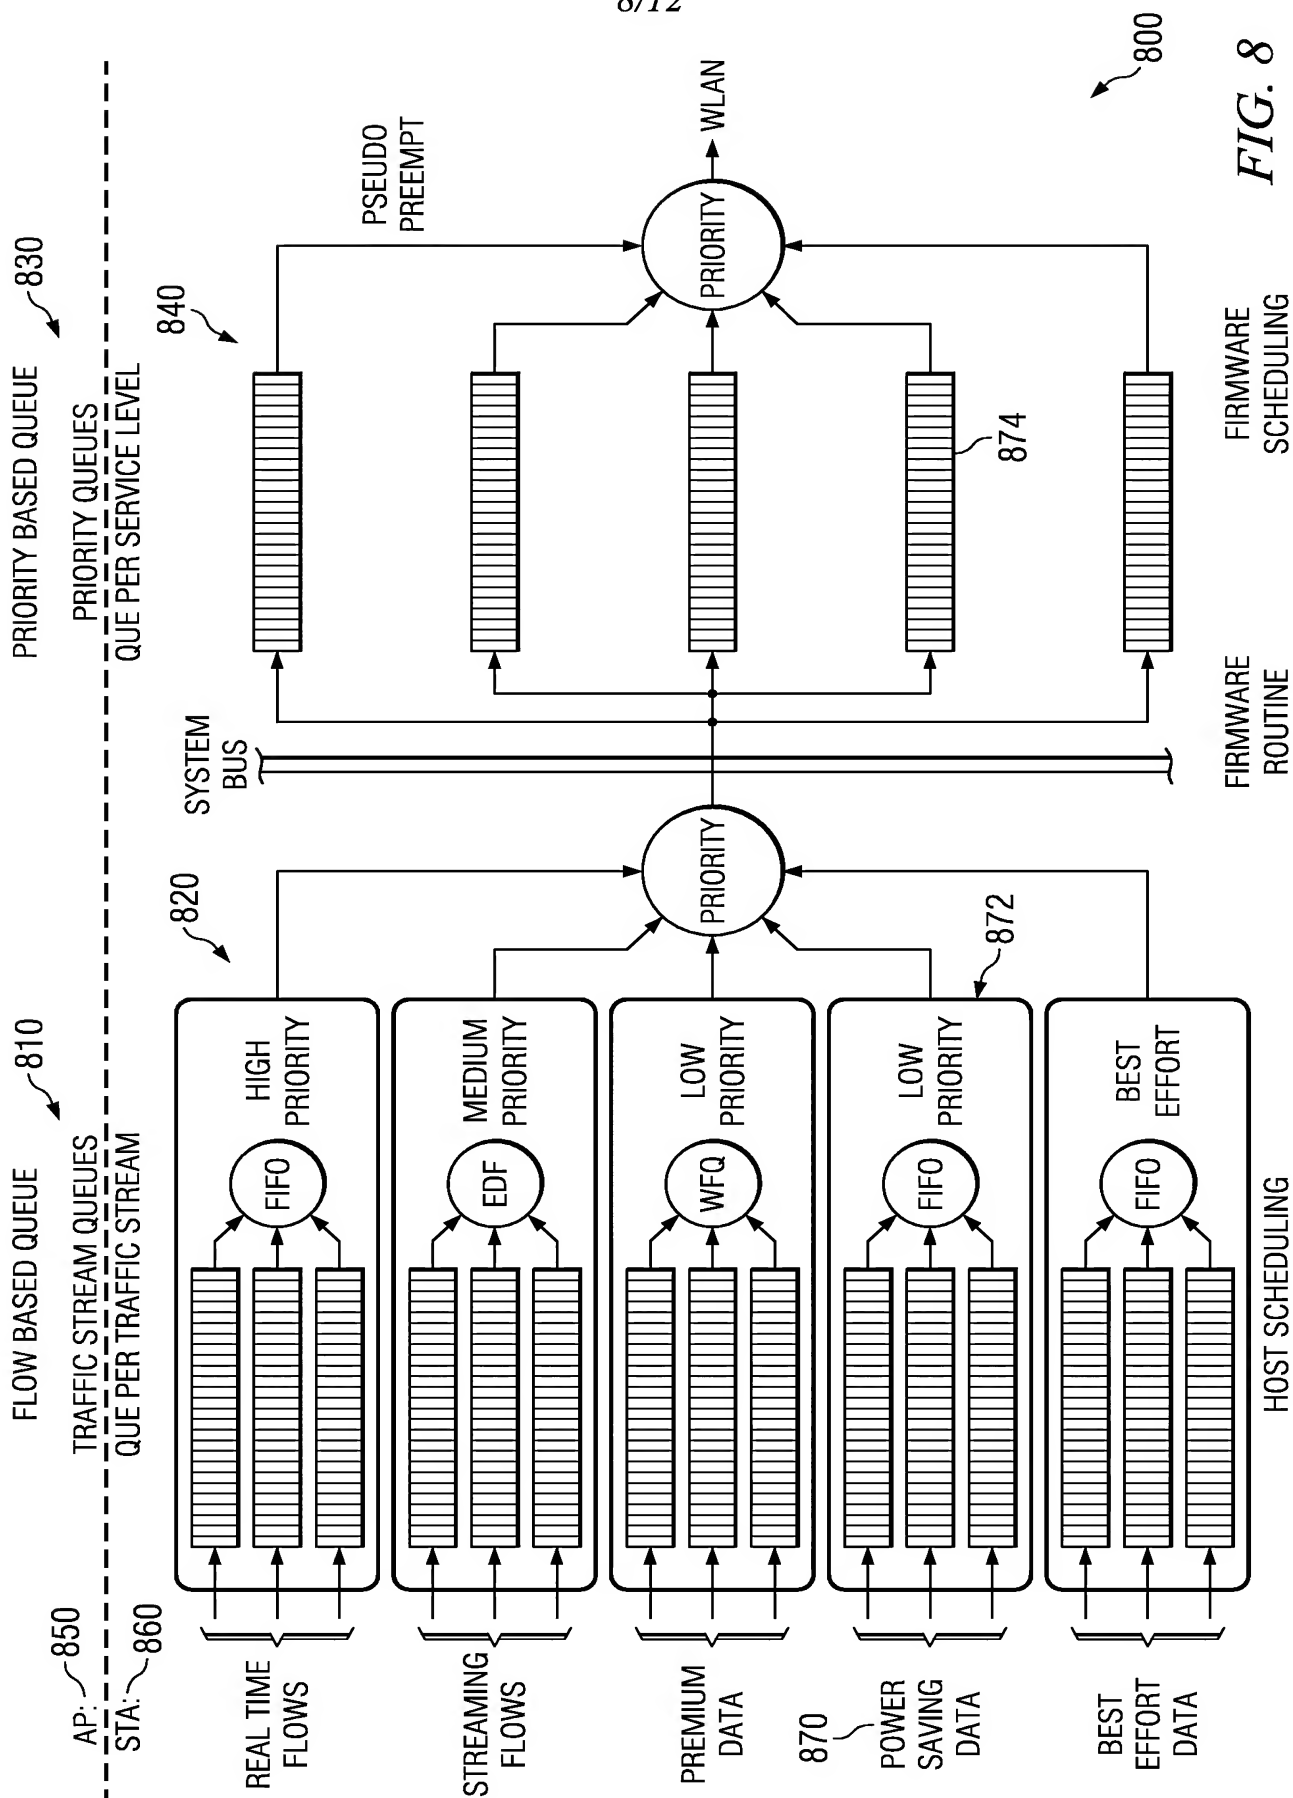 8/12
FLOW BASED QUEUE
810
PRIORITY BASED QUEUE
830
AP:
850
TRAFFIC STREAM QUEUES
PRIORITY QUEUES
STA:
860
QUE PER TRAFFIC STREAM
QUE PER SERVICE LEVEL
820
SYSTEM
BUS
840
REAL TIME
FLOWS
FIFO
HIGH
PRIORITY
PSEUDO
PREEMPT
STREAMING
FLOWS
EDF
MEDIUM
PRIORITY
PREMIUM
DATA
WFQ
LOW
PRIORITY
PRIORITY
PRIORITY
WLAN
870
POWER
SAVING
DATA
FIFO
LOW
PRIORITY
872
874
BEST
EFFORT
DATA
FIFO
BEST
EFFORT
HOST SCHEDULING
FIRMWARE
ROUTINE
FIRMWARE
SCHEDULING
800
FIG. 8